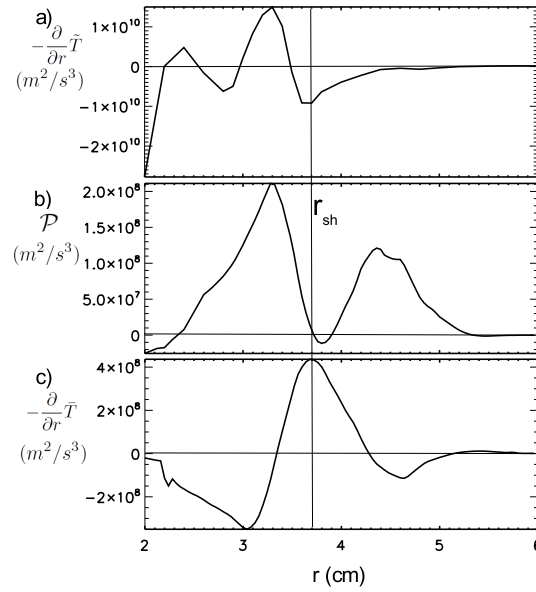 a)
1×10¹⁰
−∂/∂r T̃
0
(m²/s³)
−1×10¹⁰
−2×10¹⁰
b)
2.0×10⁸
𝒫
r_sh
1.5×10⁸
(m²/s³)
1.0×10⁸
5.0×10⁷
0
c)
4×10⁸
−∂/∂r T̄
2×10⁸
(m²/s³)
0
−2×10⁸
2 3 4 5 6
r (cm)